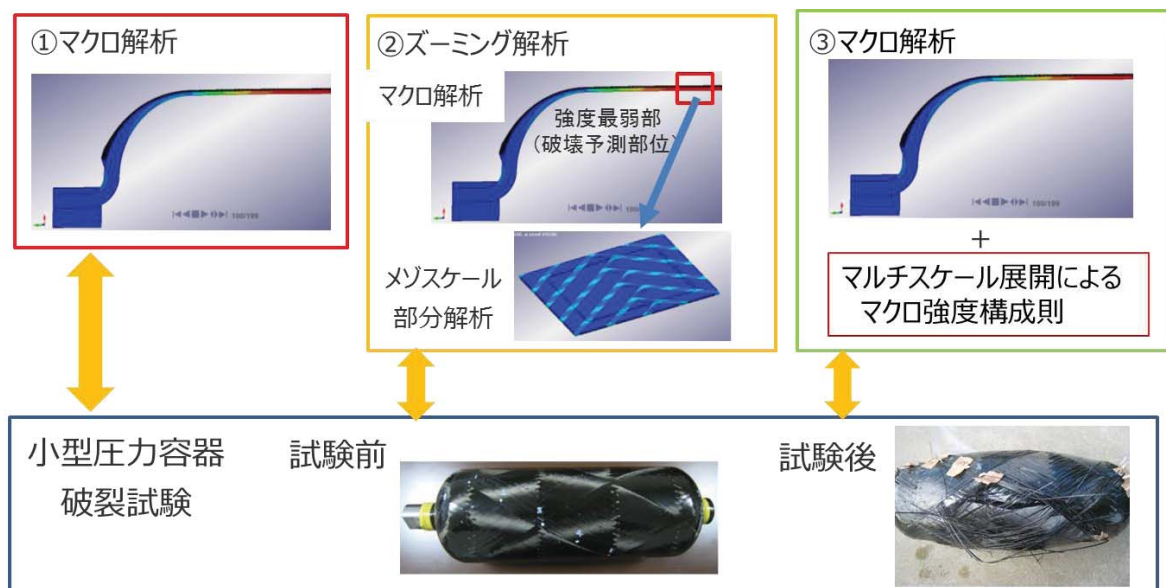 ①マクロ解析
②ズーミング解析
マクロ解析
強度最弱部
（破壊予測部位）
メゾスケール
部分解析
③マクロ解析
+
マルチスケール展開による
マクロ強度構成則
小型圧力容器
破裂試験
試験前
試験後